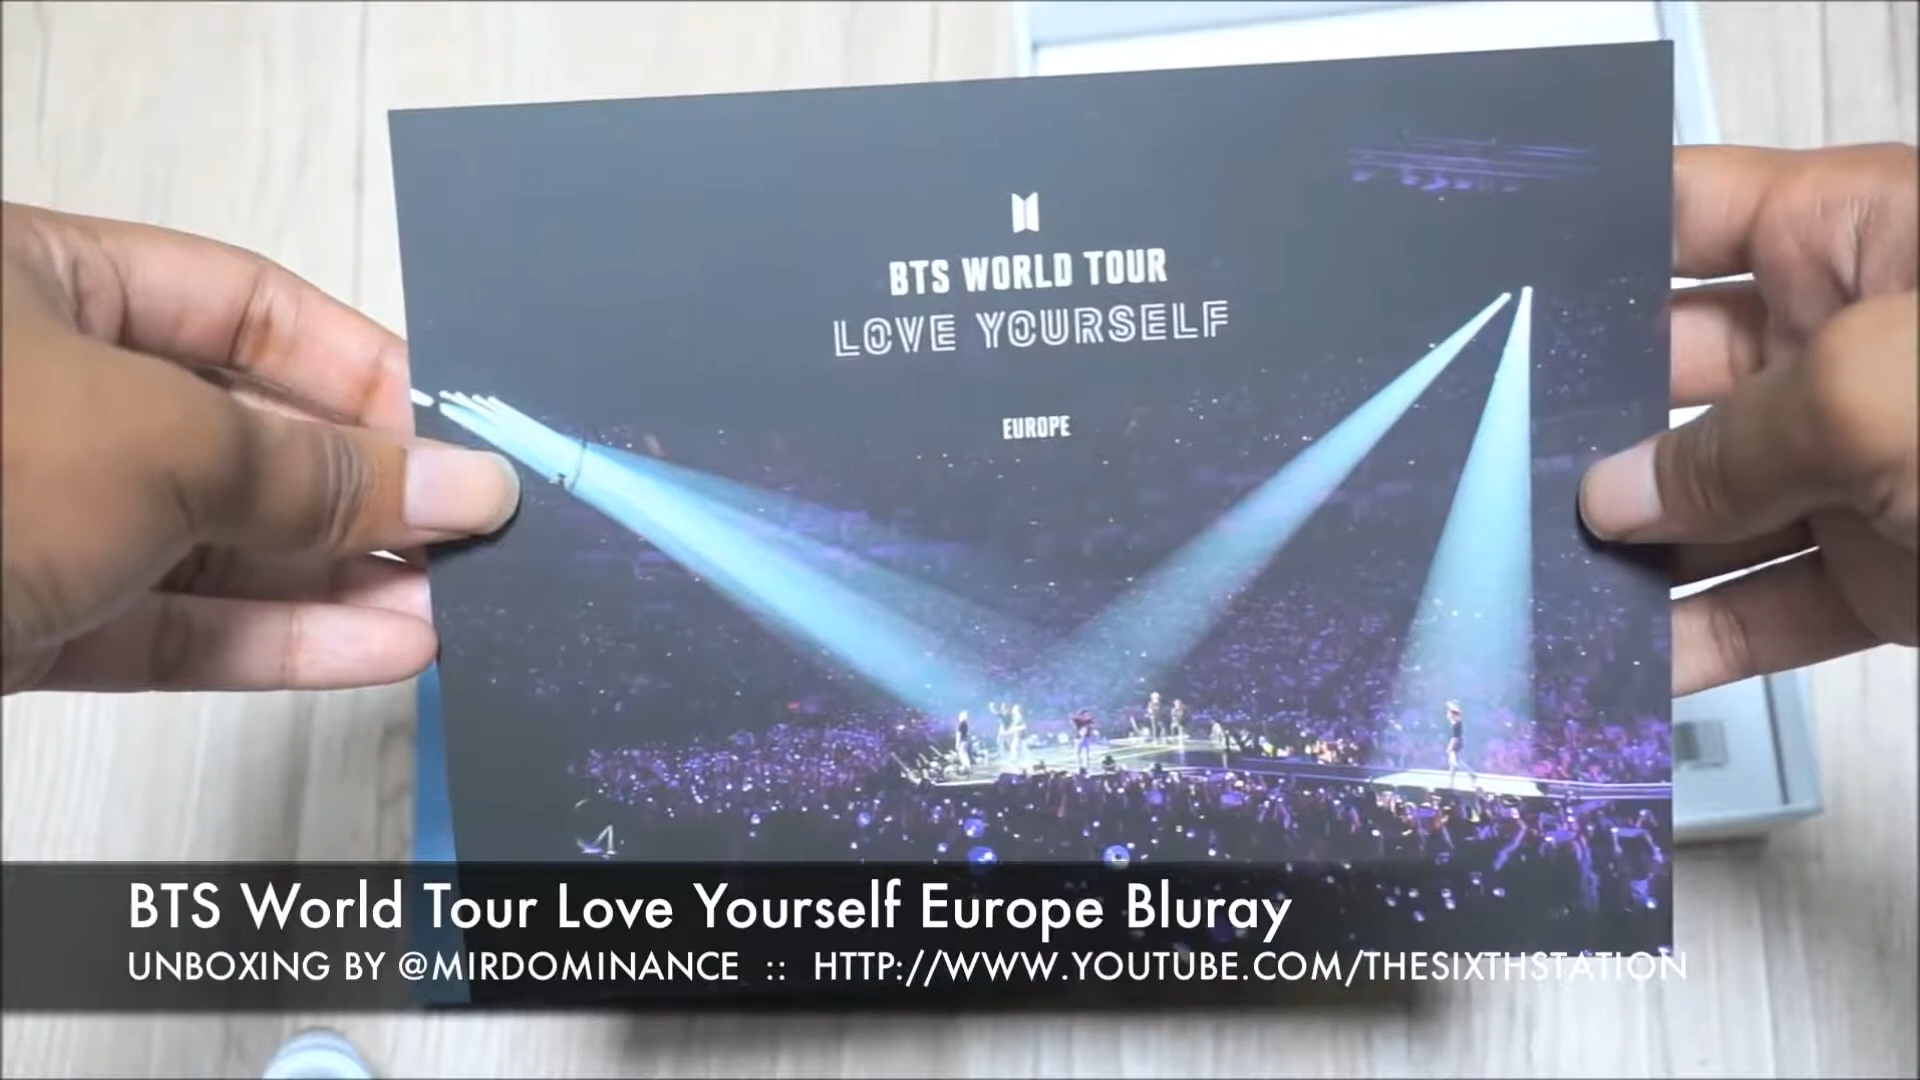 BTS WORLD TOUR
LOVE YOURSELF
EUROPE
BTS World Tour Love Yourself Europe Bluray
UNBOXING BY @MIRDOMINANCE :: HTTP://WWW.YOUTUBE.COM/THESIXTHSTATION